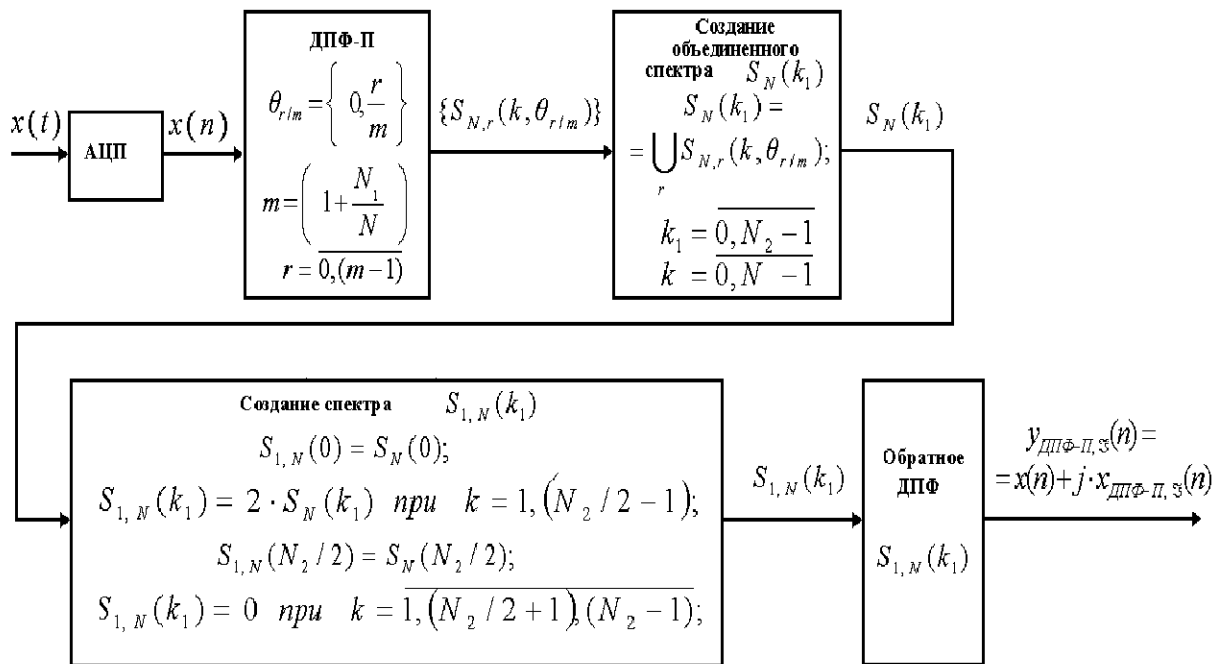 x(t)
АЦП
x(n)
ДПФ-П
θ_{r/m} = {0, r/m}
m = (1 + N_1/N)
r = \overline{0,(m-1)}
{S_{N,r}(k, θ_{r/m})}
Создание
объединенного
спектра S_N(k_1)
S_N(k_1) =
= ⋃_r S_{N,r}(k, θ_{r/m});
k_1 = \overline{0, N_2 - 1}
k = \overline{0, N - 1}
S_N(k_1)
Создание спектра S_{1,N}(k_1)
S_{1,N}(0) = S_N(0);
S_{1,N}(k_1) = 2 · S_N(k_1) при k = 1, (N_2 / 2 - 1);
S_{1,N}(N_2 / 2) = S_N(N_2 / 2);
S_{1,N}(k_1) = 0 при k = \overline{1, (N_2 / 2 + 1), (N_2 - 1)};
S_{1,N}(k_1)
Обратное
ДПФ
S_{1,N}(k_1)
y_{ДПФ-П, ℑ}(n) =
= x(n) + j · x_{ДПФ-П, ℑ}(n)